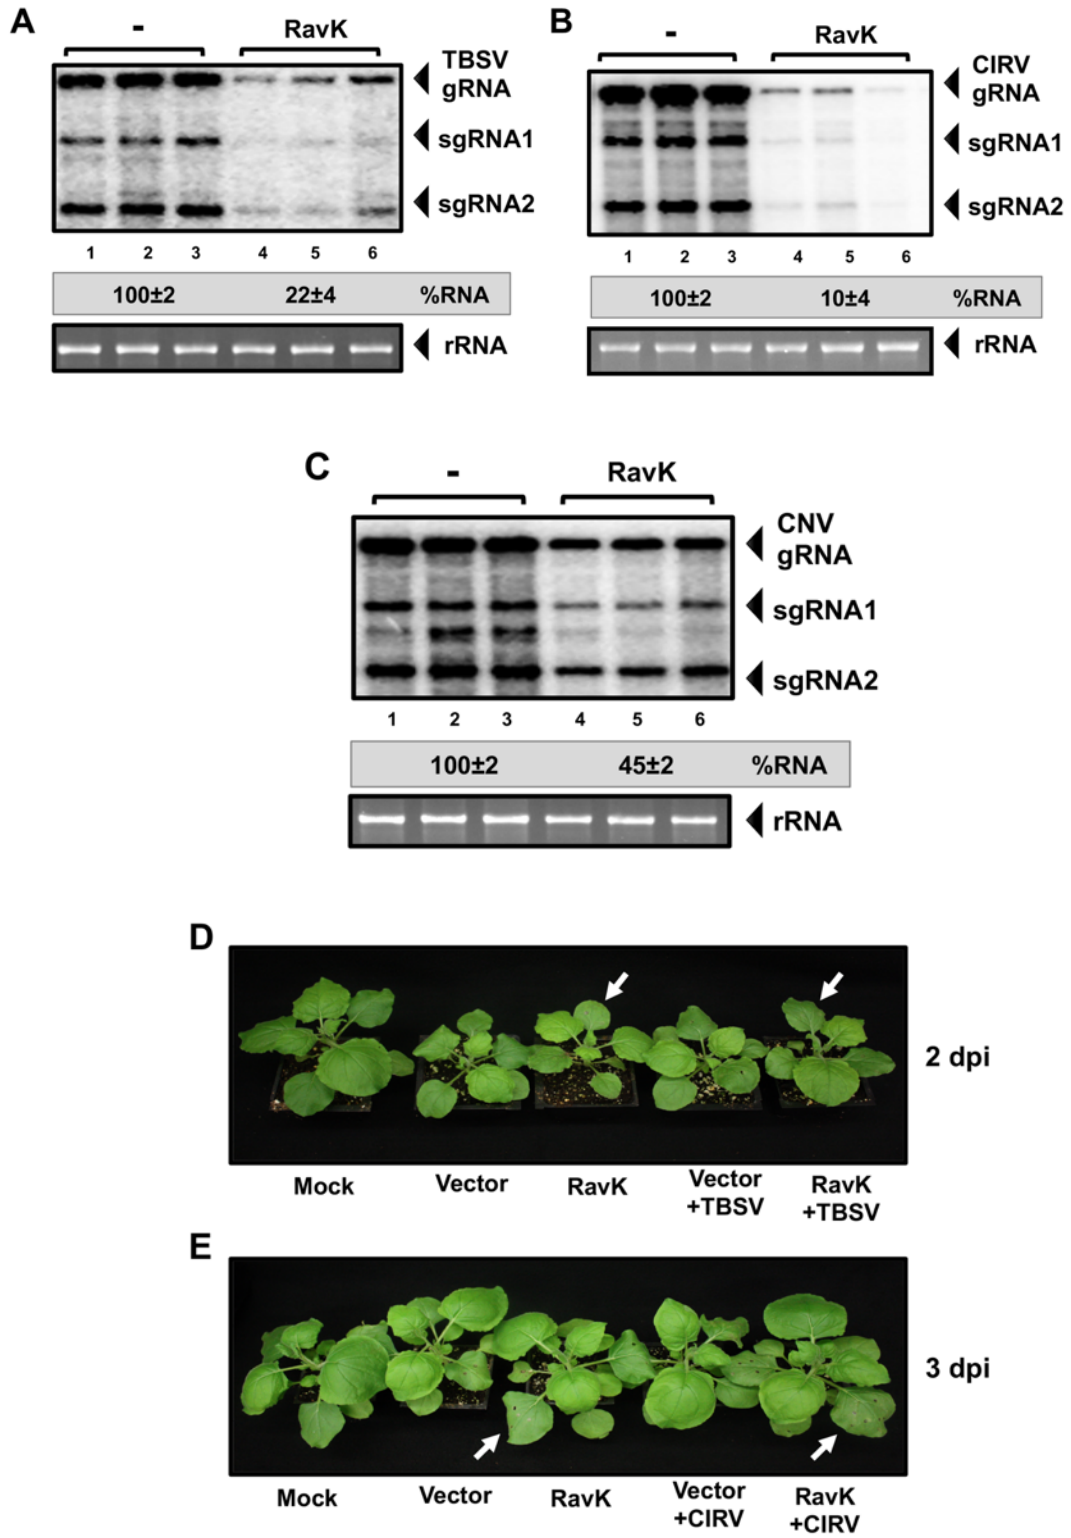 A
-
RavK
TBSV
gRNA
sgRNA1
sgRNA2
1 2 3 4 5 6
100±2 22±4 %RNA
rRNA
B
-
RavK
CIRV
gRNA
sgRNA1
sgRNA2
1 2 3 4 5 6
100±2 10±4 %RNA
rRNA
C
-
RavK
CNV
gRNA
sgRNA1
sgRNA2
1 2 3 4 5 6
100±2 45±2 %RNA
rRNA
D
2 dpi
Mock
Vector
RavK
Vector
+TBSV
RavK
+TBSV
E
3 dpi
Mock
Vector
RavK
Vector
+CIRV
RavK
+CIRV